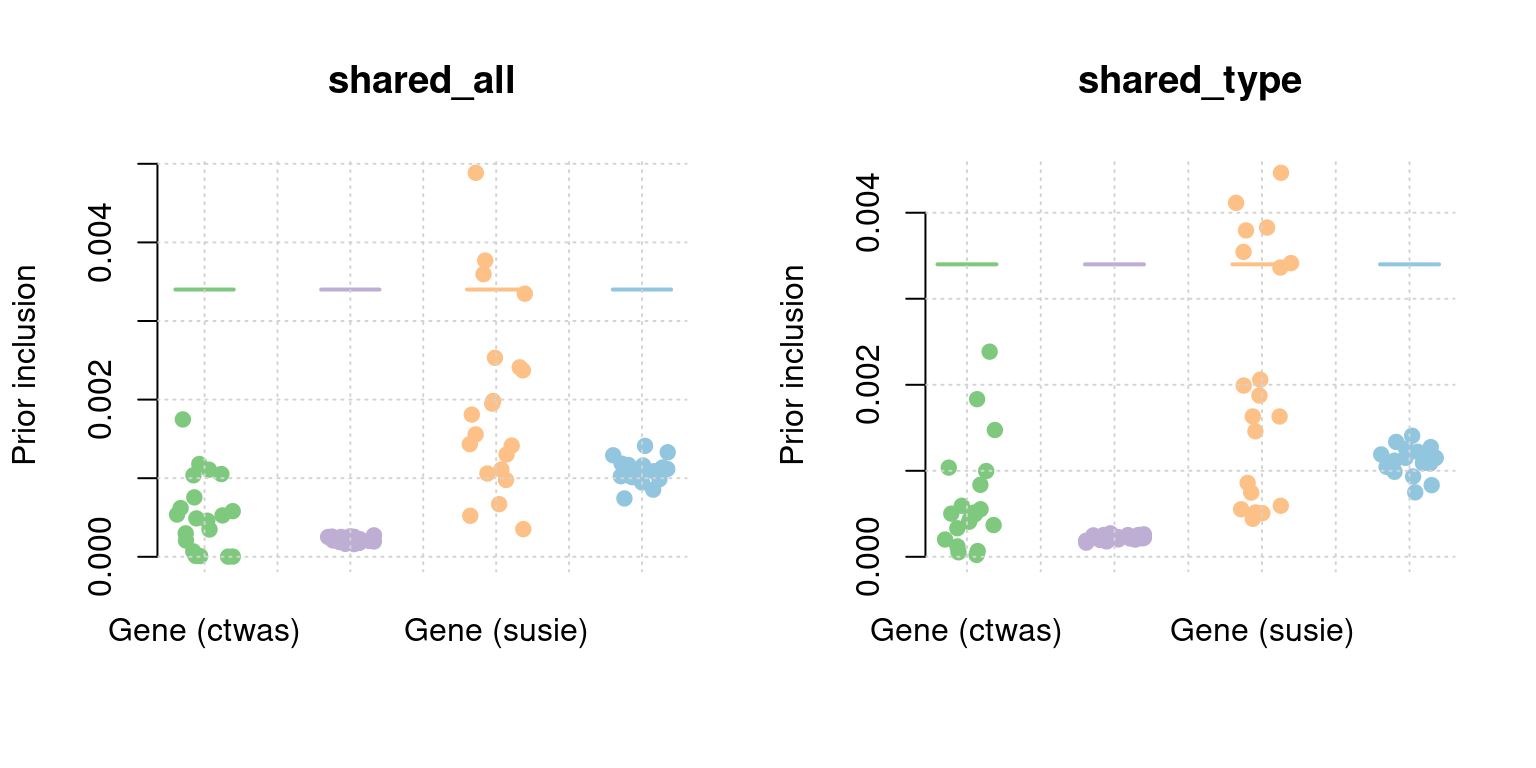 shared_all
Prior inclusion
0.004
0.002
0.000
Gene (ctwas)
Gene (susie)
shared_type
Prior inclusion
0.004
0.002
0.000
Gene (ctwas)
Gene (susie)